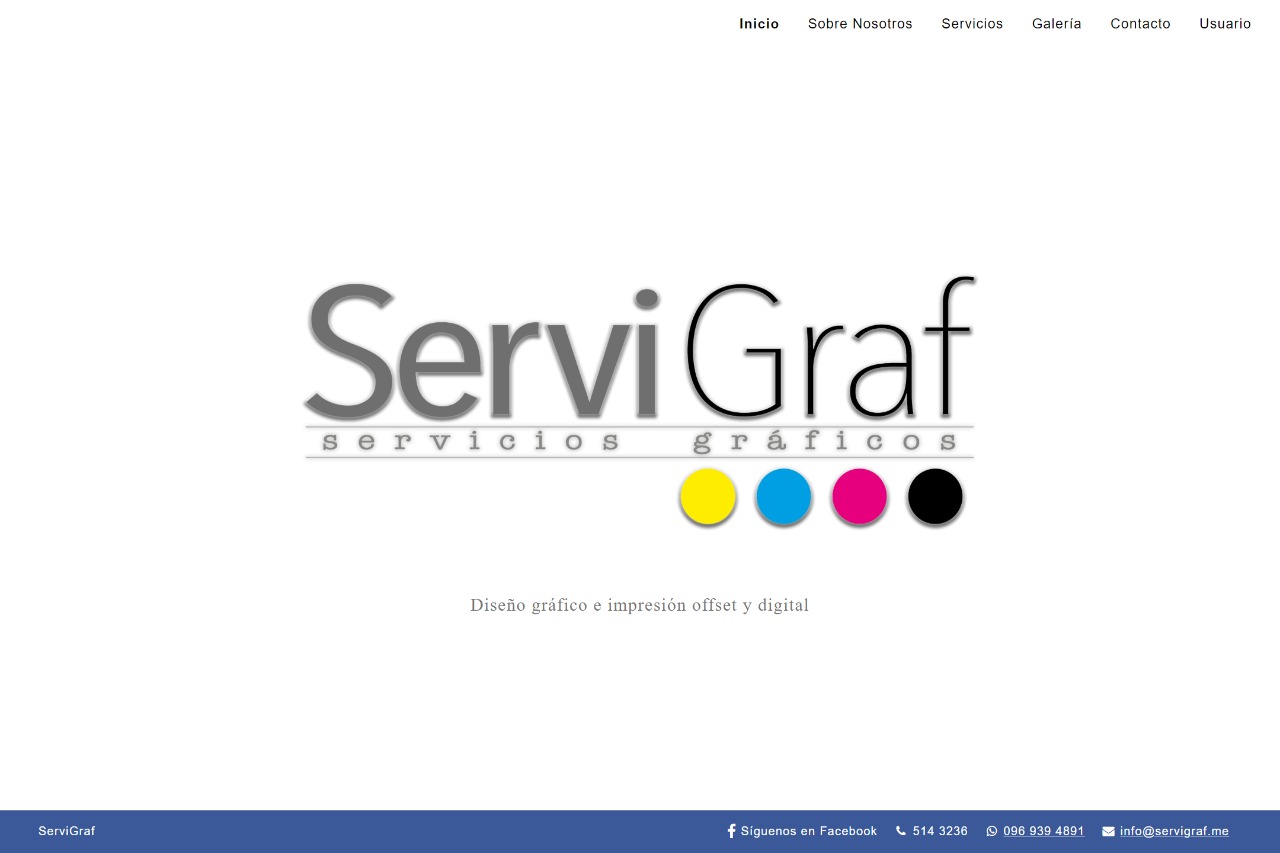 Inicio Sobre Nosotros Servicios Galería Contacto Usuario
ServiGraf
servicios gráficos
Diseño gráfico e impresión offset y digital
ServiGraf Síguenos en Facebook 514 3236 096 939 4891 info@servigraf.me